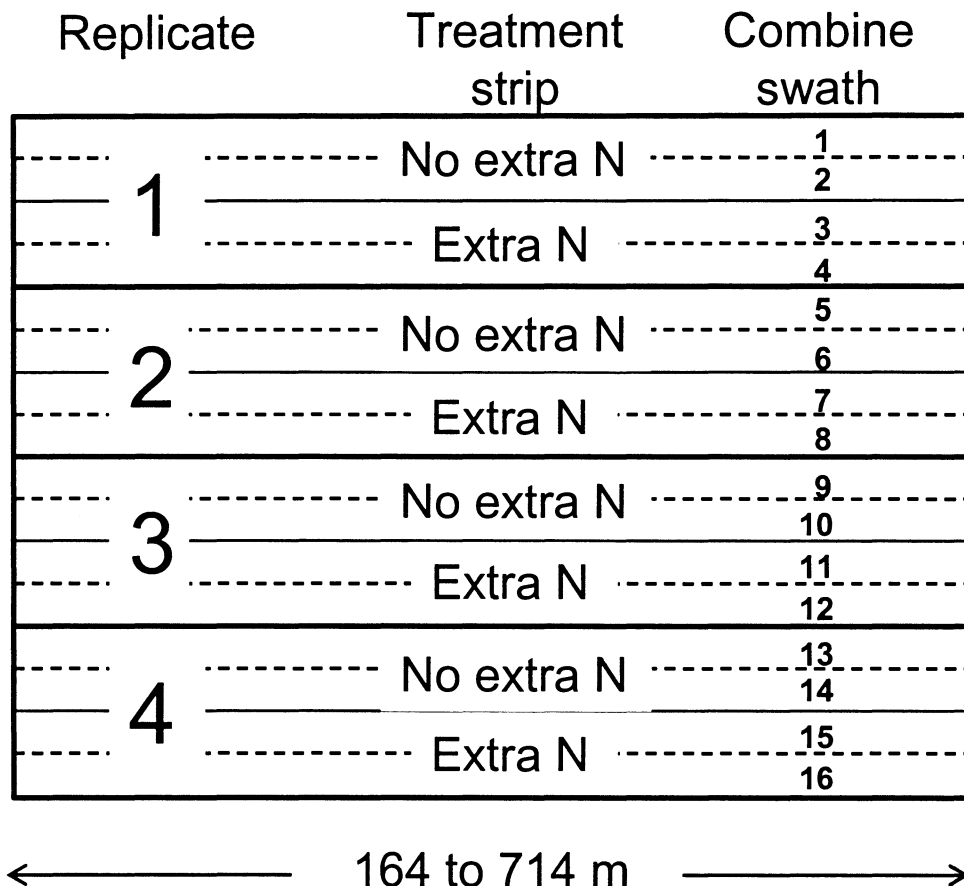 Replicate Treatment strip Combine swath
No extra N
1
2
1
Extra N
3
4
No extra N
5
6
2
Extra N
7
8
No extra N
9
10
3
Extra N
11
12
No extra N
13
14
4
Extra N
15
16
164 to 714 m